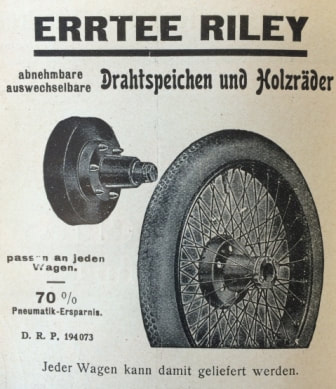 ERRTEE RILEY
abnehmbare
auswechselbare
Drahtspeichen und Holzräder
passen an jeden
Wagen.
70 %
Pneumatik-Ersparnis.
D. R. P. 194073
Jeder Wagen kann damit geliefert werden.